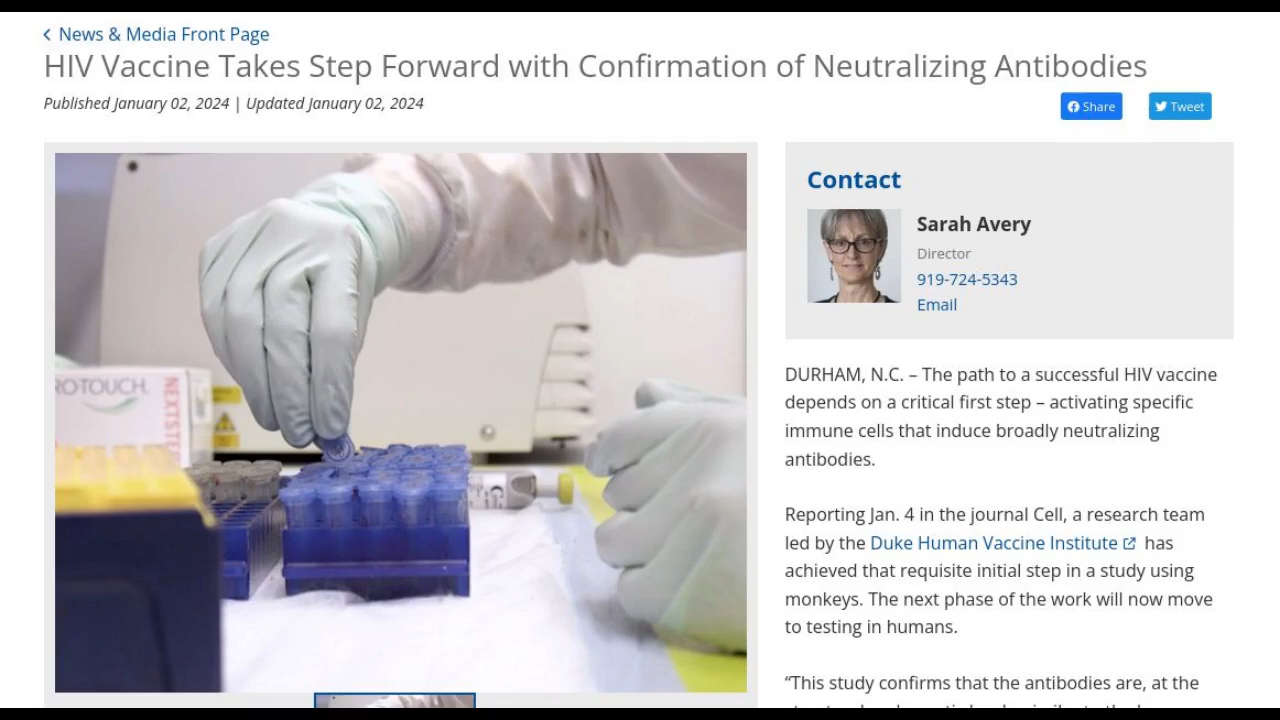 News & Media Front Page
HIV Vaccine Takes Step Forward with Confirmation of Neutralizing Antibodies
Published January 02, 2024 | Updated January 02, 2024
Share
Tweet
ROTOUCH
NEXTSTE
Contact
Sarah Avery
Director
919-724-5343
Email
DURHAM, N.C. – The path to a successful HIV vaccine
depends on a critical first step – activating specific
immune cells that induce broadly neutralizing
antibodies.
Reporting Jan. 4 in the journal Cell, a research team
led by the Duke Human Vaccine Institute has
achieved that requisite initial step in a study using
monkeys. The next phase of the work will now move
to testing in humans.
“This study confirms that the antibodies are, at the